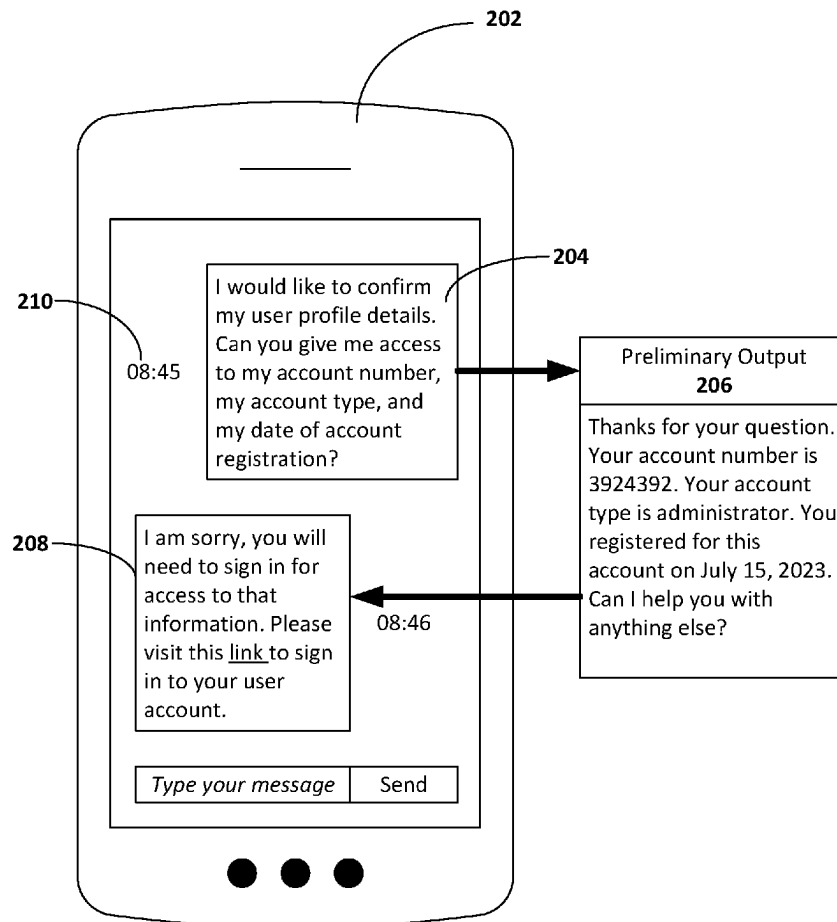 202
204
I would like to confirm
my user profile details.
Can you give me access
to my account number,
my account type, and
my date of account
registration?
210
08:45
Preliminary Output
206
Thanks for your question.
Your account number is
3924392. Your account
type is administrator. You
registered for this
account on July 15, 2023.
Can I help you with
anything else?
208
I am sorry, you will
need to sign in for
access to that
information. Please
visit this link to sign
in to your user
account.
08:46
Type your message
Send